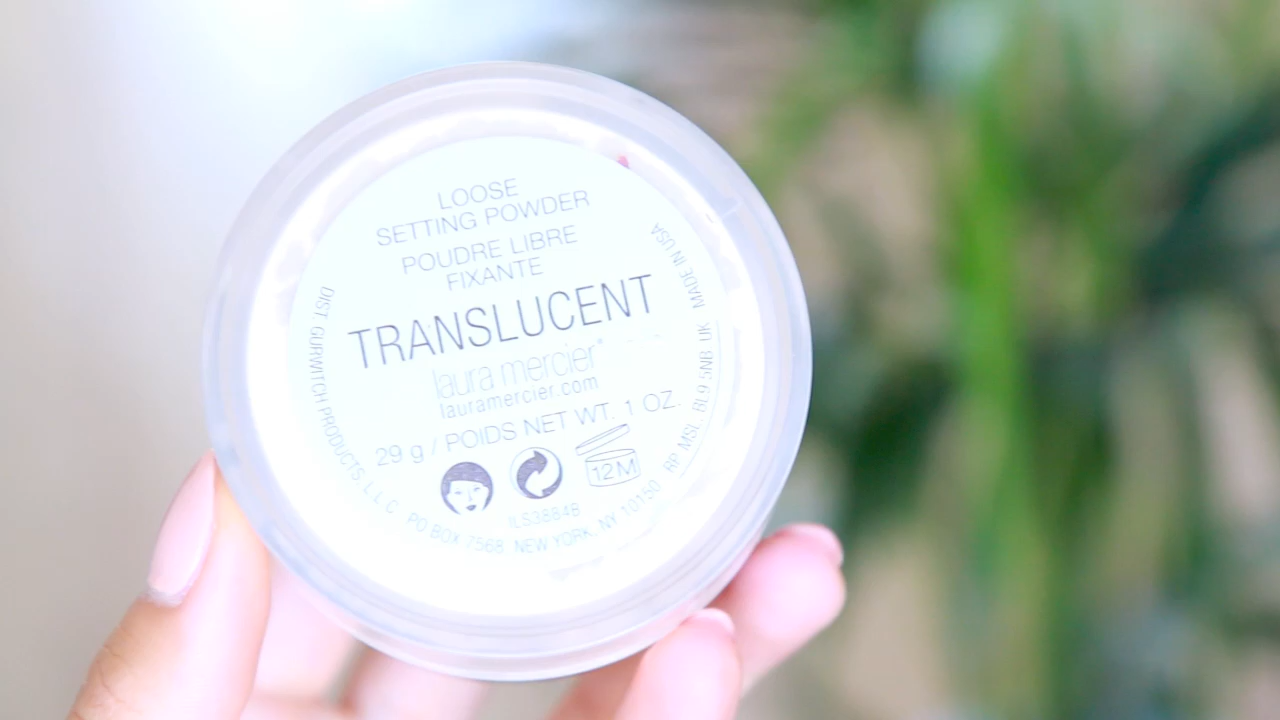 LOOSE
SETTING POWDER
POUDRE LIBRE
FIXANTE
TRANSLUCENT
laura mercier®
lauramercier.com
29 g / POIDS NET WT. 1 OZ.
12M
ILS3884B
DIST. GURWITCH PRODUCTS, L.L.C. PO BOX 7568 NEW YORK, NY 10150
RP MSL BL9 5NB UK MADE IN USA